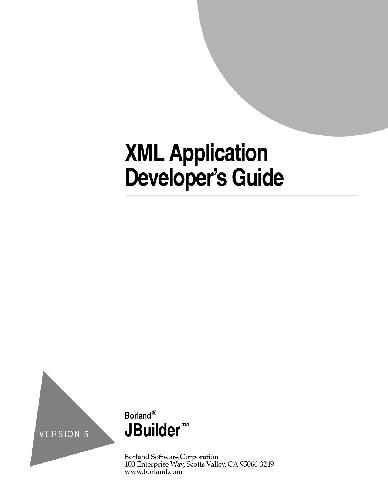 XML Application
Developer's Guide
VERSION 5
Borland®
JBuilder™
Borland Software Corporation
100 Enterprise Way, Scotts Valley, CA 95066-3249
www.borland.com